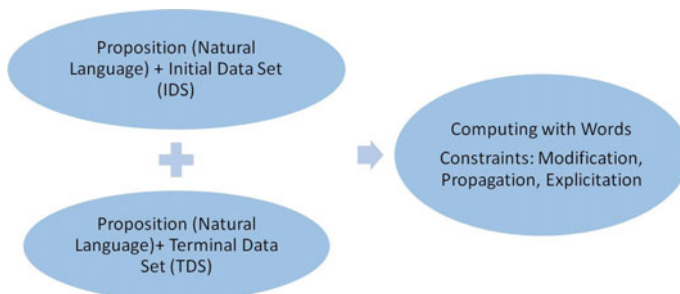 Proposition (Natural
Language) + Initial Data Set
(IDS)
Proposition (Natural
Language)+ Terminal Data
Set (TDS)
Computing with Words
Constraints: Modification,
Propagation, Explicitation